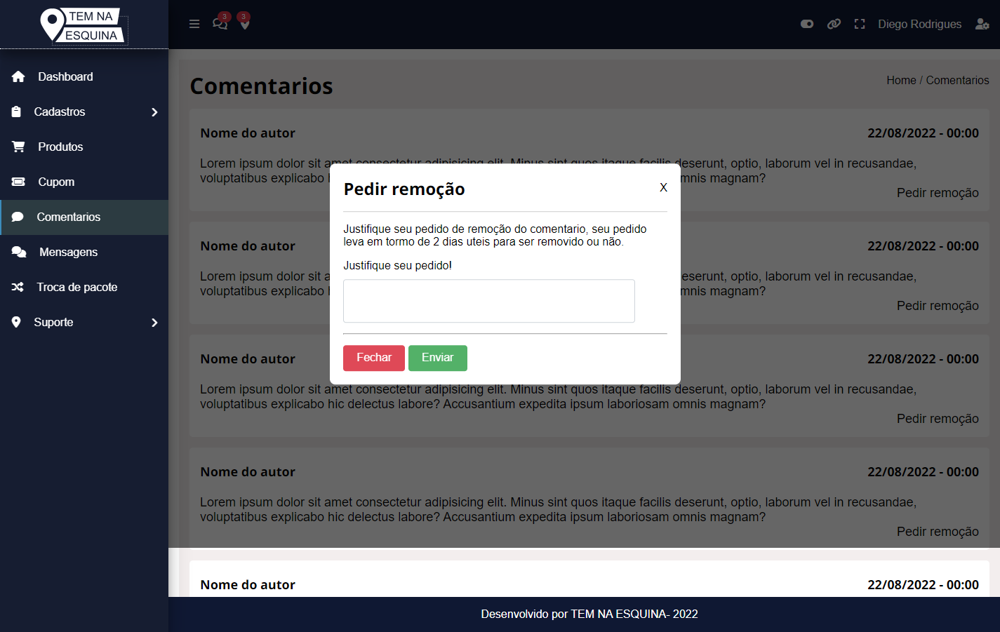 TEM NA
ESQUINA
3
3
Diego Rodrigues
Dashboard
Cadastros
Produtos
Cupom
Comentarios
Mensagens
Troca de pacote
Suporte
Comentarios
Home / Comentarios
Nome do autor
22/08/2022 - 00:00
Lorem ipsum dolor sit amet consectetur adipisicing elit. Minus sint quos itaque facilis deserunt, optio, laborum vel in recusandae,
voluptatibus explicabo mnis magnam?
Pedir remoção
Nome do autor
22/08/2022 - 00:00
Lorem ipsum dolor sit eserunt, optio, laborum vel in recusandae,
voluptatibus explicabo mnis magnam?
Pedir remoção
Nome do autor
22/08/2022 - 00:00
Lorem ipsum dolor sit amet consectetur adipisicing elit. Minus sint quos itaque facilis deserunt, optio, laborum vel in recusandae,
voluptatibus explicabo hic delectus labore? Accusantium expedita ipsum laboriosam omnis magnam?
Pedir remoção
Nome do autor
22/08/2022 - 00:00
Lorem ipsum dolor sit amet consectetur adipisicing elit. Minus sint quos itaque facilis deserunt, optio, laborum vel in recusandae,
voluptatibus explicabo hic delectus labore? Accusantium expedita ipsum laboriosam omnis magnam?
Pedir remoção
Nome do autor
22/08/2022 - 00:00
Pedir remoção
X
Justifique seu pedido de remoção do comentario, seu pedido
leva em tormo de 2 dias uteis para ser removido ou não.
Justifique seu pedido!
Fechar
Enviar
Desenvolvido por TEM NA ESQUINA- 2022